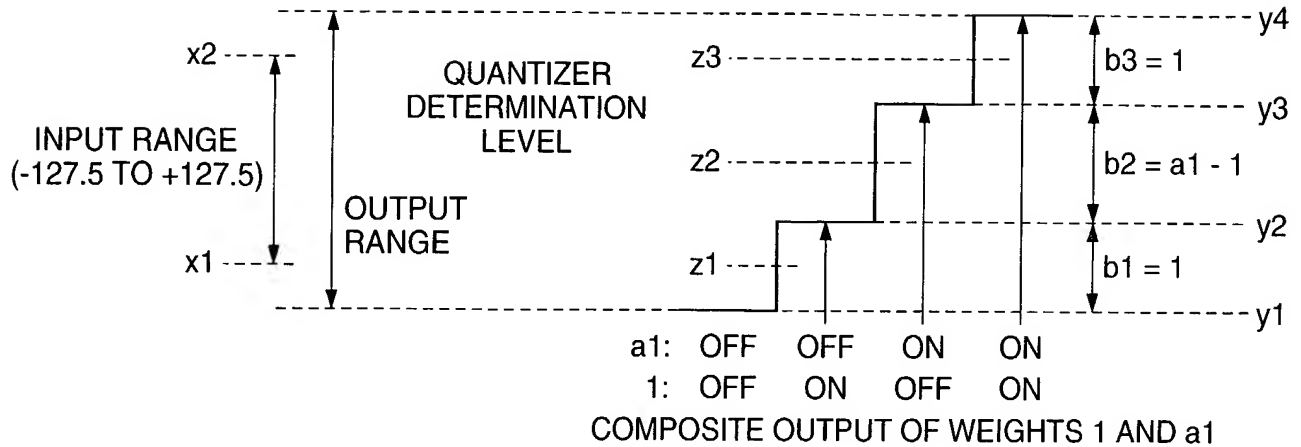 y4
x2
z3
b3 = 1
QUANTIZER
DETERMINATION
LEVEL
y3
INPUT RANGE
(-127.5 TO +127.5)
z2
b2 = a1 - 1
OUTPUT
RANGE
y2
x1
z1
b1 = 1
y1
a1: OFF OFF ON ON
1: OFF ON OFF ON
COMPOSITE OUTPUT OF WEIGHTS 1 AND a1